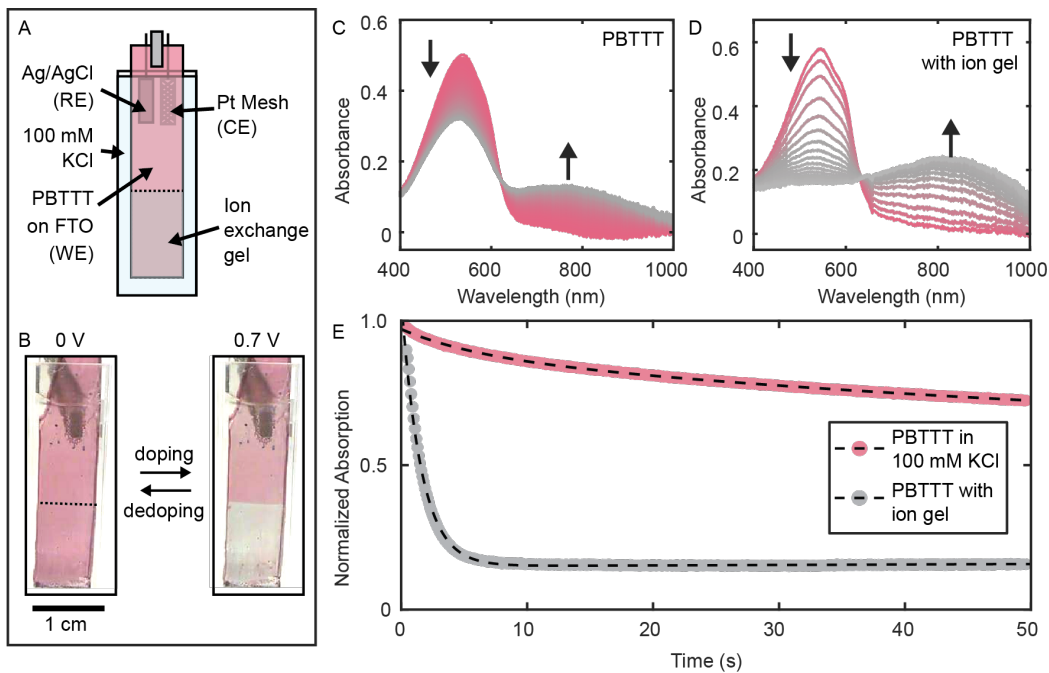 A
Ag/AgCl
(RE)
100 mM
KCl
PBTTT
on FTO
(WE)
Pt Mesh
(CE)
Ion
exchange
gel
B
0 V
0.7 V
doping
dedoping
1 cm
C
PBTTT
0.6
0.4
0.2
0
Absorbance
400
600
800
1000
Wavelength (nm)
D
PBTTT
with ion gel
0.6
0.4
0.2
0
Absorbance
400
600
800
1000
Wavelength (nm)
E
1.0
0.5
0
Normalized Absorption
PBTTT in
100 mM KCl
PBTTT with
ion gel
0
10
20
30
40
50
Time (s)